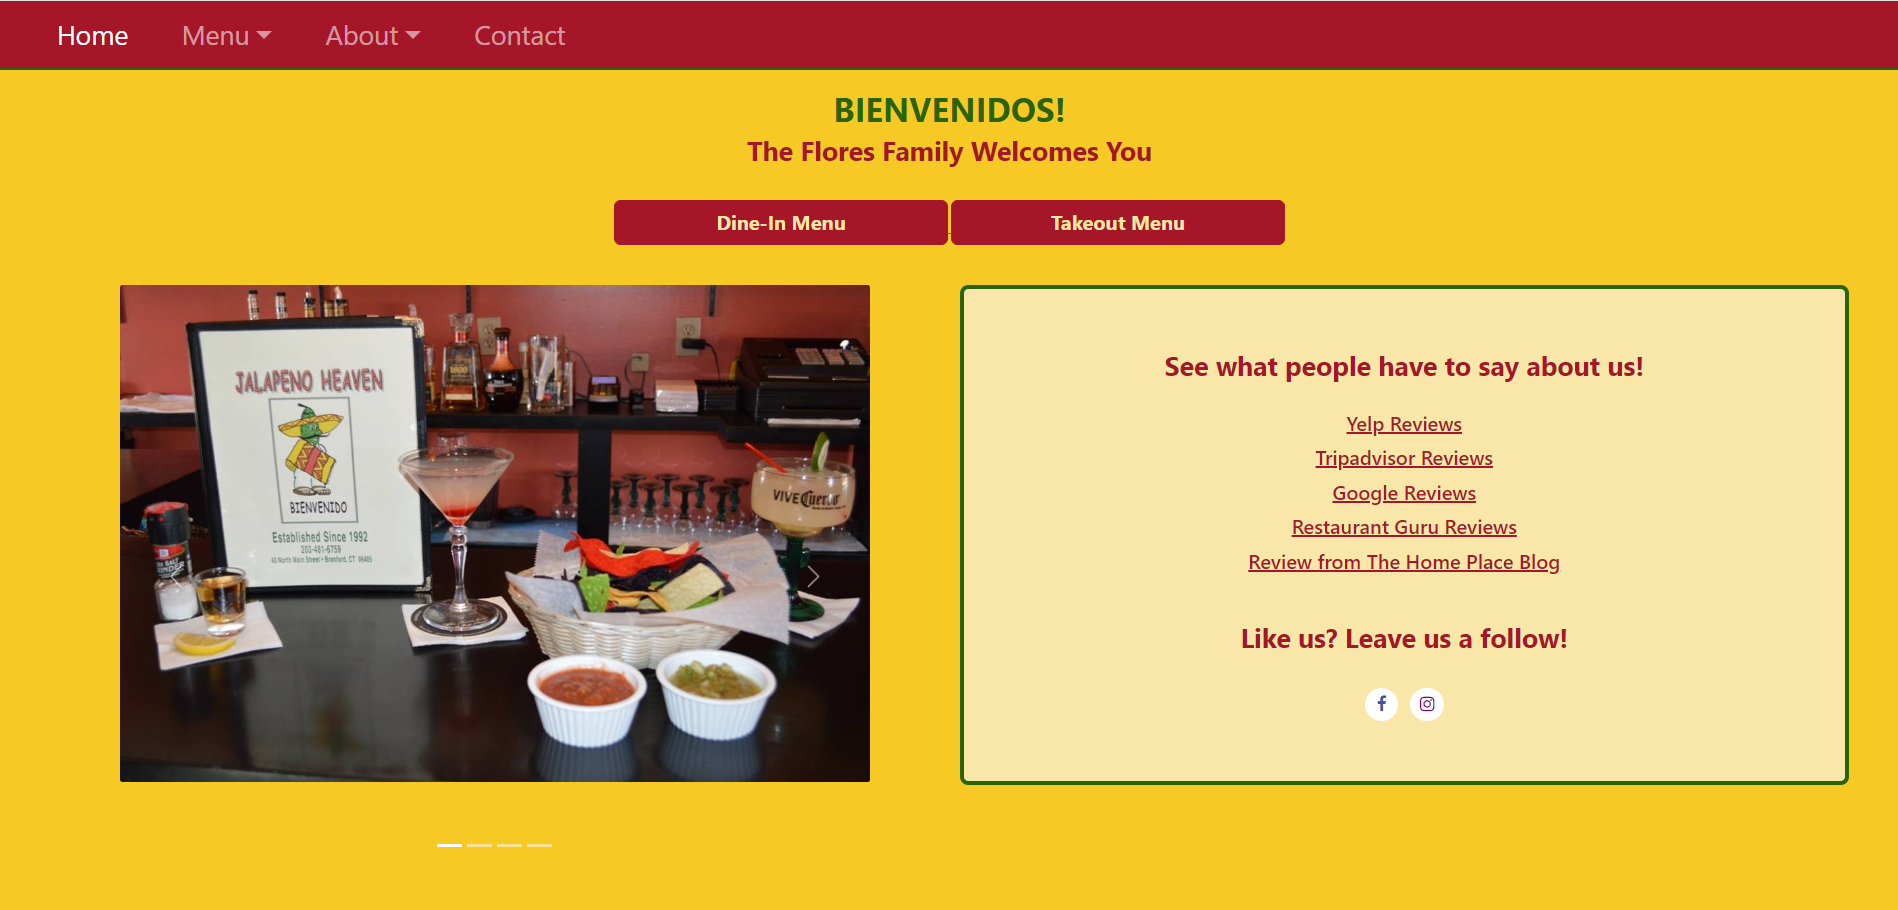 Home Menu About Contact
BIENVENIDOS!
The Flores Family Welcomes You
Dine-In Menu Takeout Menu
JALAPENO HEAVEN
BIENVENIDO
Established Since 1992
203-481-6759
40 North Main Street • Branford, CT 06405
VIVE Cuervo
See what people have to say about us!
Yelp Reviews
Tripadvisor Reviews
Google Reviews
Restaurant Guru Reviews
Review from The Home Place Blog
Like us? Leave us a follow!